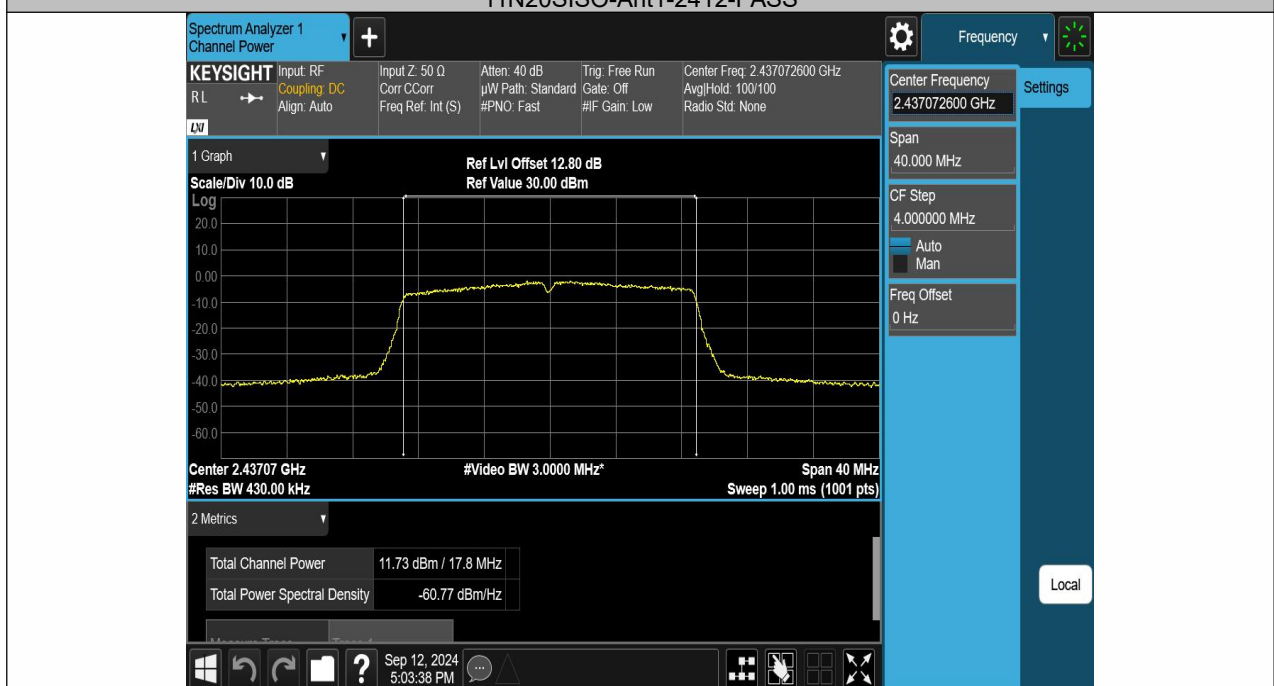 11N20SISO-Ant1-2412-PASS
Spectrum Analyzer 1
Channel Power
+
Frequency
KEYSIGHT
RL
LXI
Input: RF
Coupling: DC
Align: Auto
Input Z: 50 Ω
Corr CCorr
Freq Ref: Int (S)
Atten: 40 dB
µW Path: Standard
#PNO: Fast
Trig: Free Run
Gate: Off
#IF Gain: Low
Center Freq: 2.437072600 GHz
Avg|Hold: 100/100
Radio Std: None
Center Frequency
2.437072600 GHz
Settings
Span
40.000 MHz
CF Step
4.000000 MHz
Auto
Man
Freq Offset
0 Hz
Local
1 Graph
Scale/Div 10.0 dB
Ref Lvl Offset 12.80 dB
Ref Value 30.00 dBm
Log
20.0
10.0
0.00
-10.0
-20.0
-30.0
-40.0
-50.0
-60.0
Center 2.43707 GHz
#Video BW 3.0000 MHz*
Span 40 MHz
#Res BW 430.00 kHz
Sweep 1.00 ms (1001 pts)
2 Metrics
Total Channel Power 11.73 dBm / 17.8 MHz
Total Power Spectral Density -60.77 dBm/Hz
?
Sep 12, 2024
5:03:38 PM